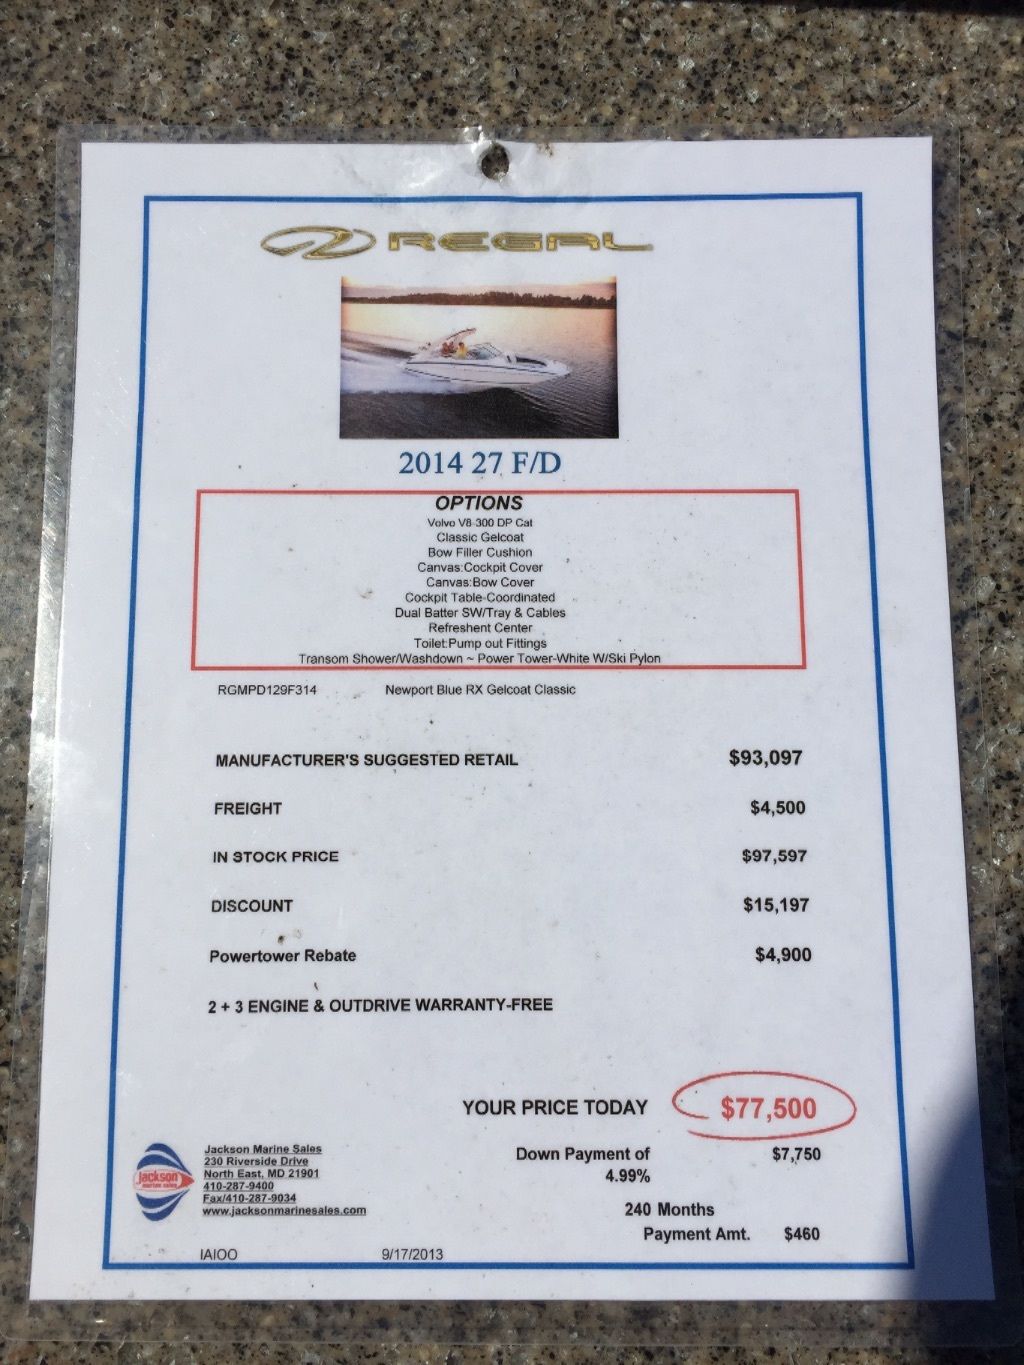 REGAL
2014 27 F/D
OPTIONS
Volvo V8-300 DP Cat
Classic Gelcoat
Bow Filler Cushion
Canvas:Cockpit Cover
Canvas:Bow Cover
Cockpit Table-Coordinated
Dual Batter SW/Tray & Cables
Refreshent Center
Toilet:Pump out Fittings
Transom Shower/Washdown ~ Power Tower-White W/Ski Pylon
RGMPD129F314 Newport Blue RX Gelcoat Classic
MANUFACTURER'S SUGGESTED RETAIL $93,097
FREIGHT $4,500
IN STOCK PRICE $97,597
DISCOUNT $15,197
Powertower Rebate $4,900
2 + 3 ENGINE & OUTDRIVE WARRANTY-FREE
YOUR PRICE TODAY $77,500
Down Payment of $7,750
4.99%
240 Months
Payment Amt. $460
Jackson
marine sales
Jackson Marine Sales
230 Riverside Drive
North East, MD 21901
410-287-9400
Fax/410-287-9034
www.jacksonmarinesales.com
IAIOO 9/17/2013